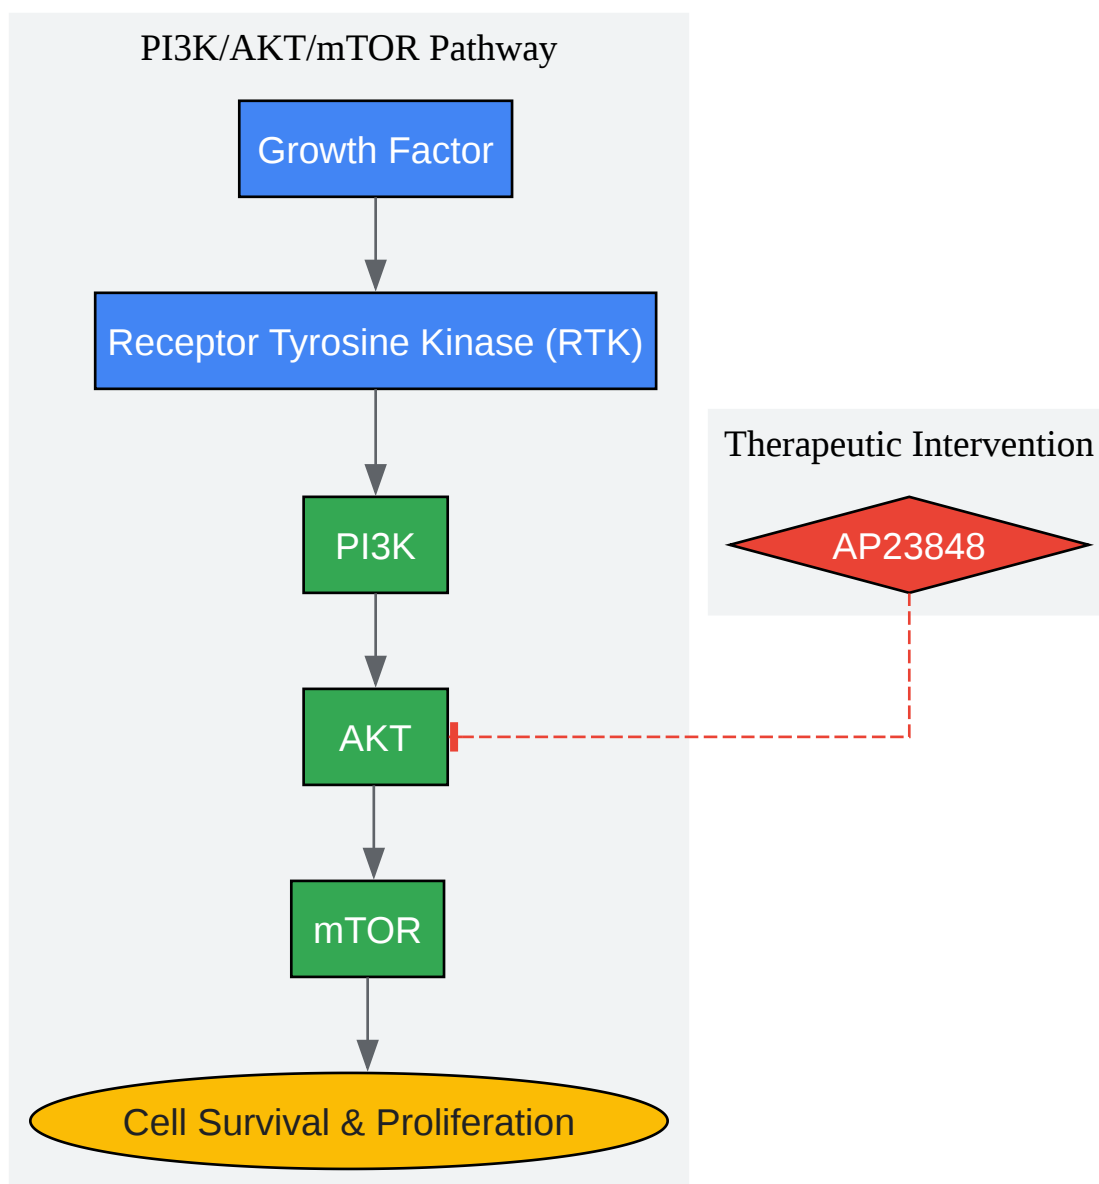 PI3K/AKT/mTOR Pathway
Growth Factor
Receptor Tyrosine Kinase (RTK)
Therapeutic Intervention
PI3K
AP23848
AKT
mTOR
Cell Survival & Proliferation